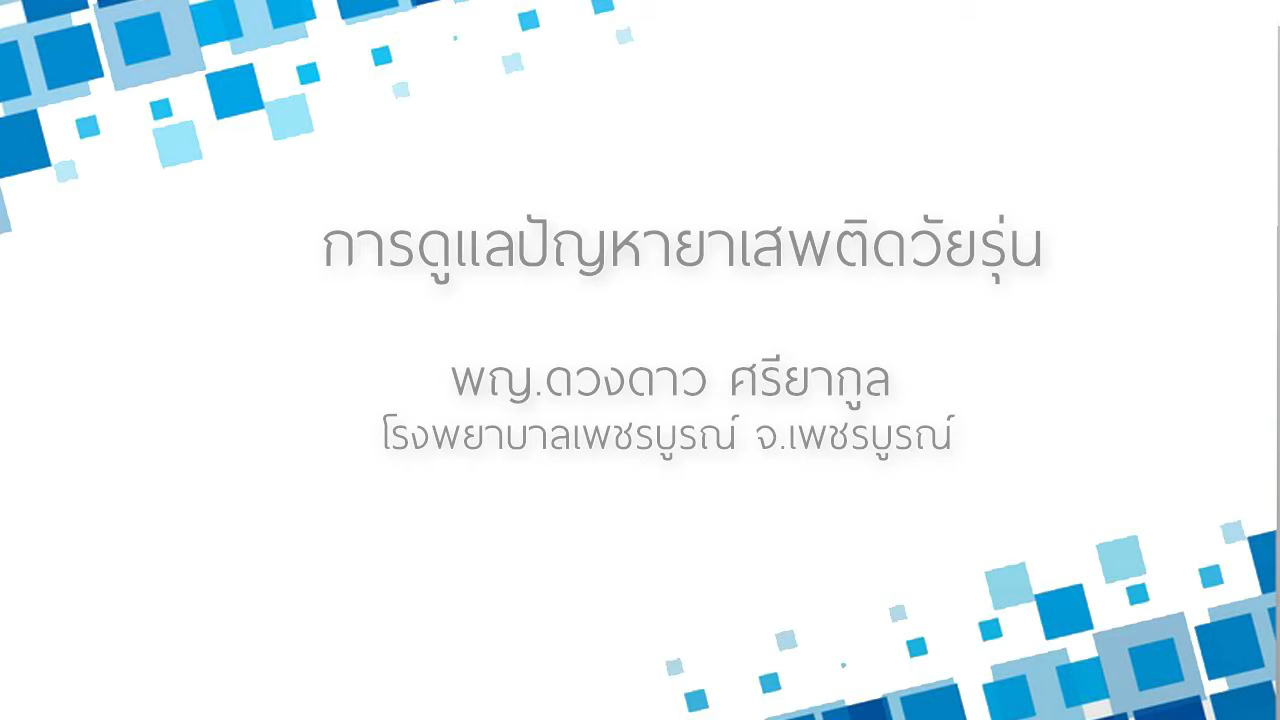 การดูแลปัญหายาเสพติดวัยรุ่น
พญ.ดวงดาว ศรียากูล
โรงพยาบาลเพชรบูรณ์ จ.เพชรบูรณ์